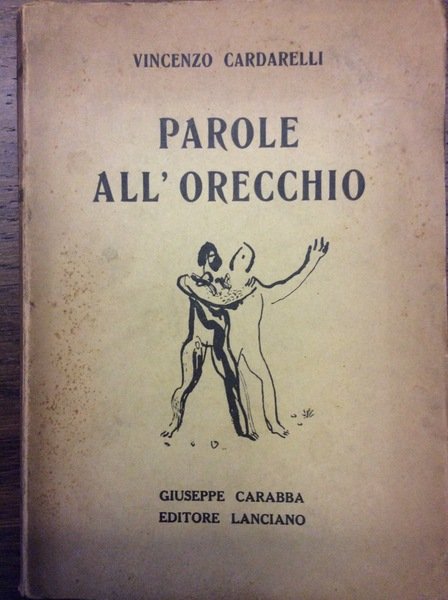 VINCENZO CARDARELLI
PAROLE
ALL' ORECCHIO
GIUSEPPE CARABBA
EDITORE LANCIANO